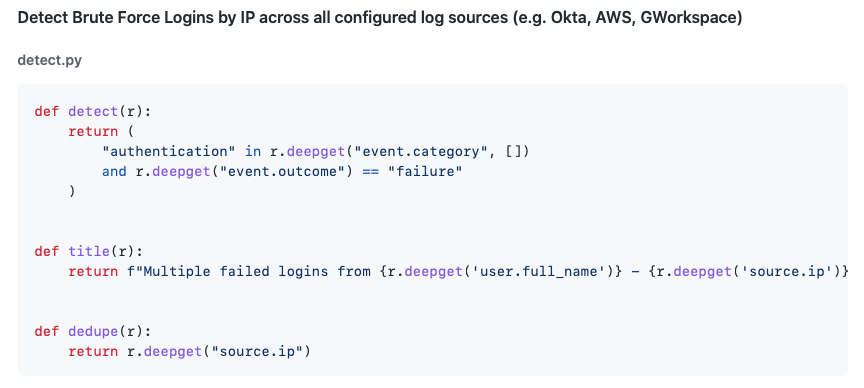 Detect Brute Force Logins by IP across all configured log sources (e.g. Okta, AWS, GWorkspace)
detect.py
def detect(r):
    return (
        "authentication" in r.deepget("event.category", [])
        and r.deepget("event.outcome") == "failure"
    )
def title(r):
    return f"Multiple failed logins from {r.deepget('user.full_name')} - {r.deepget('source.ip')}
def dedupe(r):
    return r.deepget("source.ip")